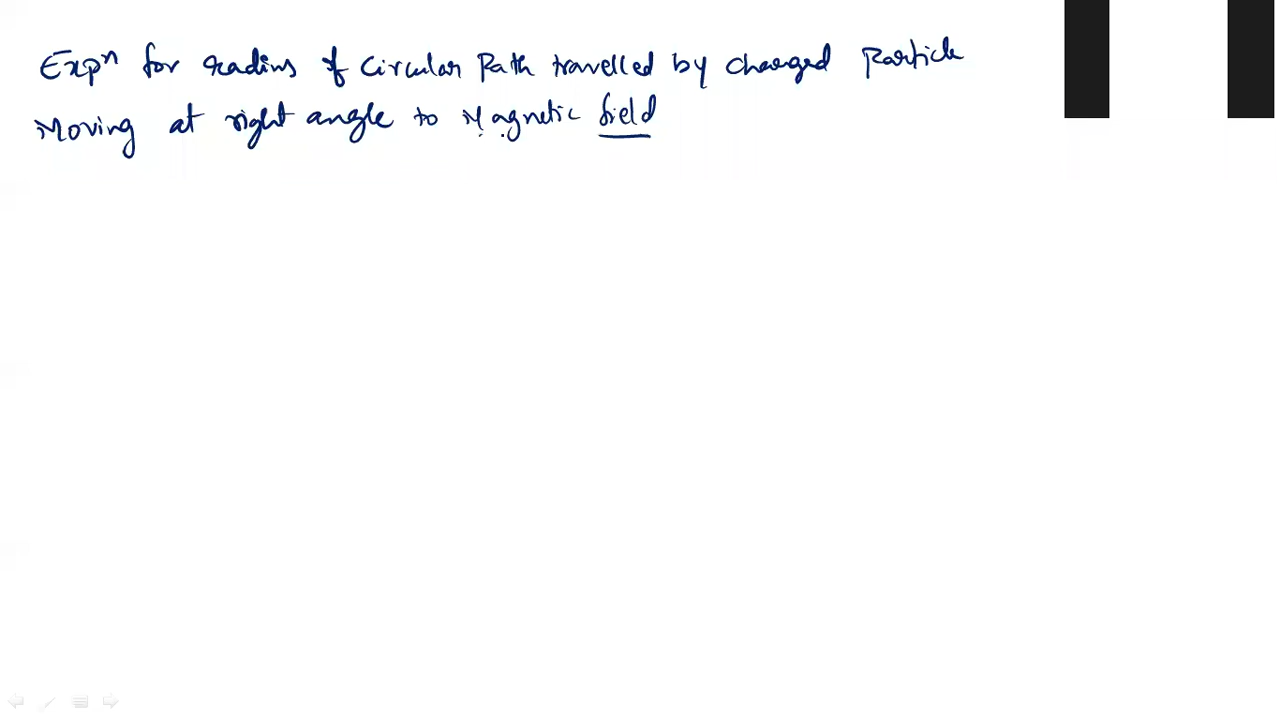 Expⁿ for radius of Circular Path travelled by charged Particle
Moving at right angle to Magnetic field